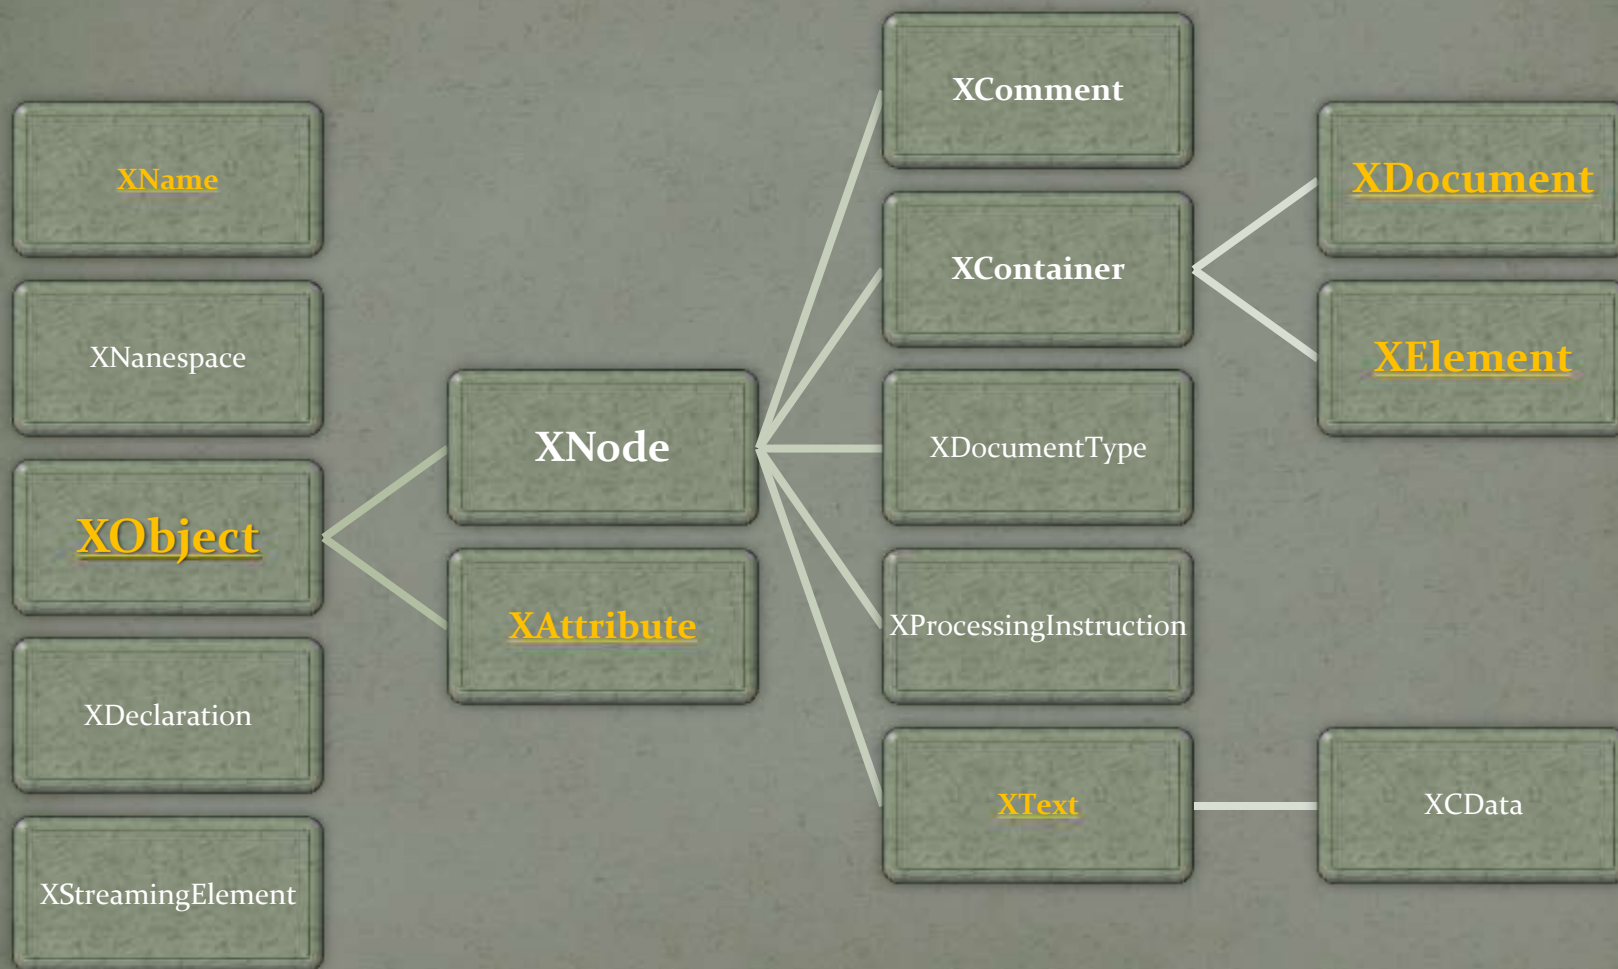 XName
XNanespace
XObject
XDeclaration
XStreamingElement
XNode
XAttribute
XComment
XContainer
XDocumentType
XProcessingInstruction
XText
XDocument
XElement
XCData